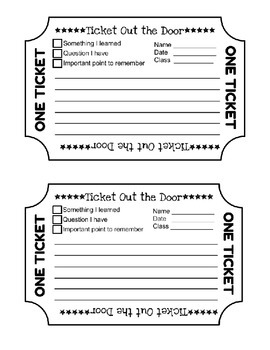 ★★★★★Ticket Out the Door★★★★★
Something I learned
Question I have
Important point to remember
Name
Date
Class
ONE TICKET
ONE TICKET
★★★★★Ticket Out the Door★★★★★
★★★★★Ticket Out the Door★★★★★
Something I learned
Question I have
Important point to remember
Name
Date
Class
ONE TICKET
ONE TICKET
★★★★★Ticket Out the Door★★★★★